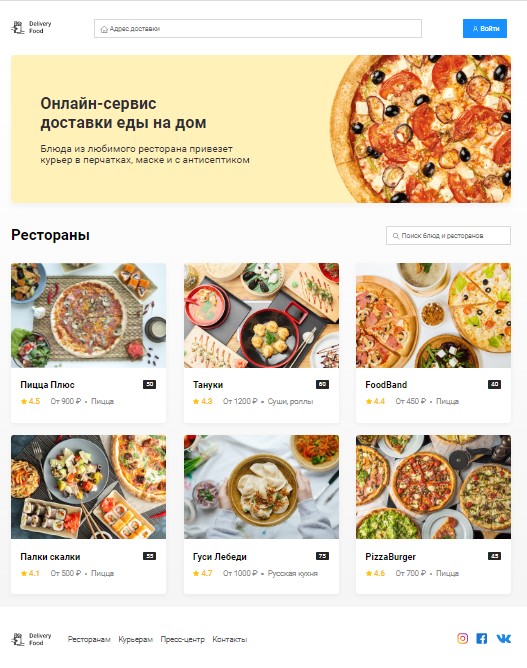 Delivery
Food
Адрес доставки
Войти
Онлайн-сервис
доставки еды на дом
Блюда из любимого ресторана привезет
курьер в перчатках, маске и с антисептиком
Рестораны
Поиск блюд и ресторанов
Пицца Плюс 50
4.5 От 900 ₽ • Пицца
Тануки 60
4.3 От 1200 ₽ • Суши, роллы
FoodBand 40
4.4 От 450 ₽ • Пицца
Палки скалки 55
4.1 От 500 ₽ • Пицца
Гуси Лебеди 75
4.7 От 1000 ₽ • Русская кухня
PizzaBurger 45
4.6 От 700 ₽ • Пицца
Delivery
Food
Ресторанам Курьерам Пресс-центр Контакты